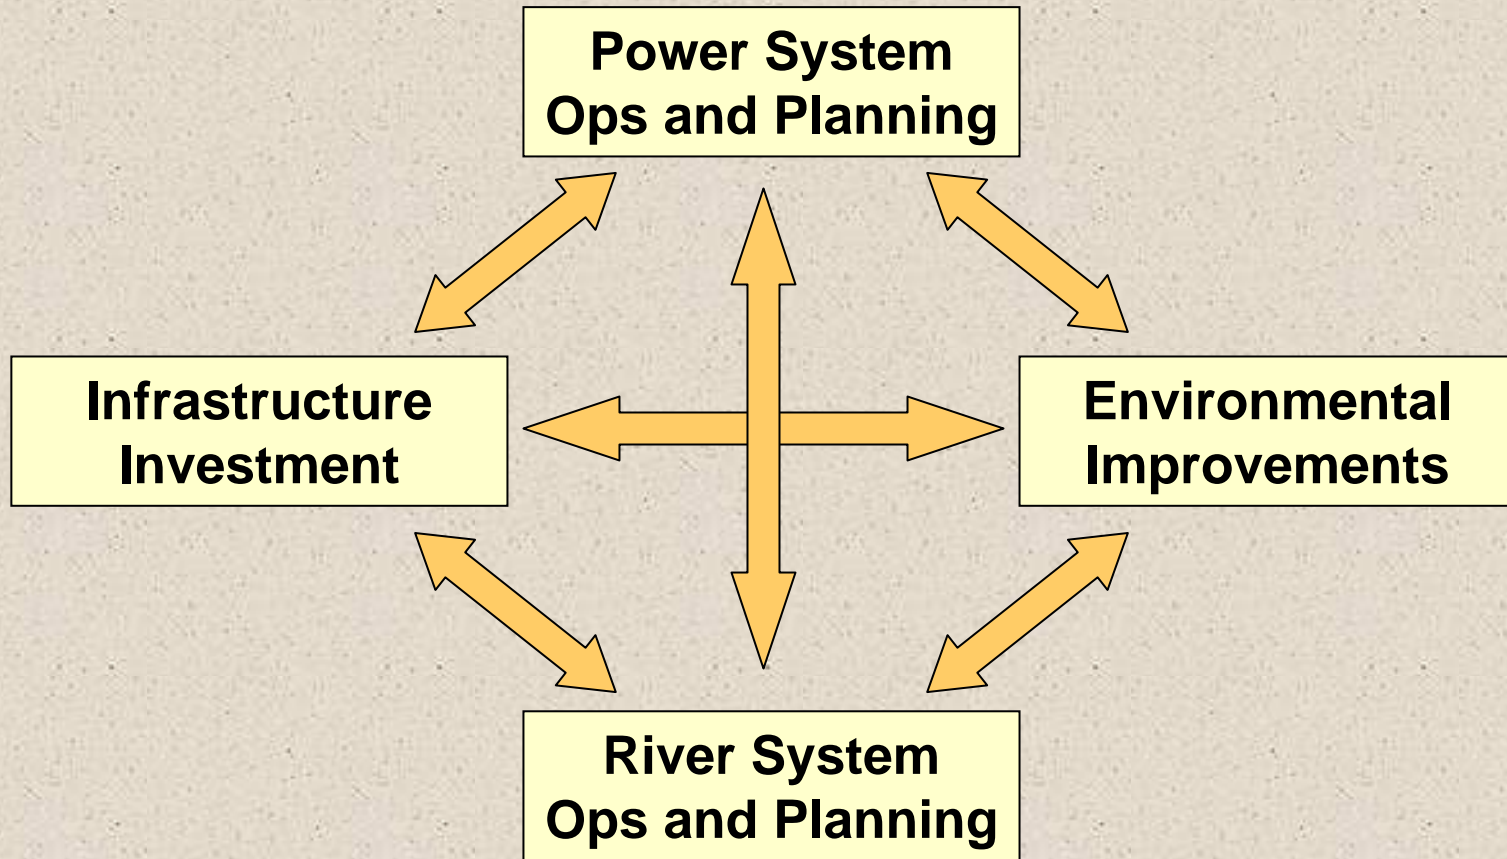 Power System
Ops and Planning
Infrastructure
Investment
Environmental
Improvements
River System
Ops and Planning